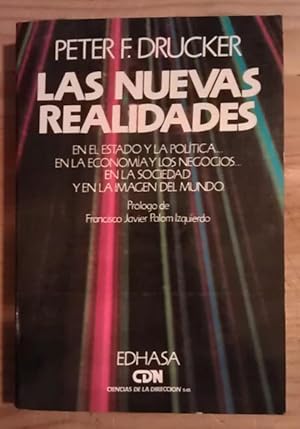 PETER F. DRUCKER
LAS NUEVAS
REALIDADES
EN EL ESTADO Y LA POLITICA...
EN LA ECONOMIA Y LOS NEGOCIOS...
EN LA SOCIEDAD
Y EN LA IMAGEN DEL MUNDO.
Prologo de
Francisco Javier Palom Izquierdo
EDHASA
CDN
CIENCIAS DE LA DIRECCION S.A.